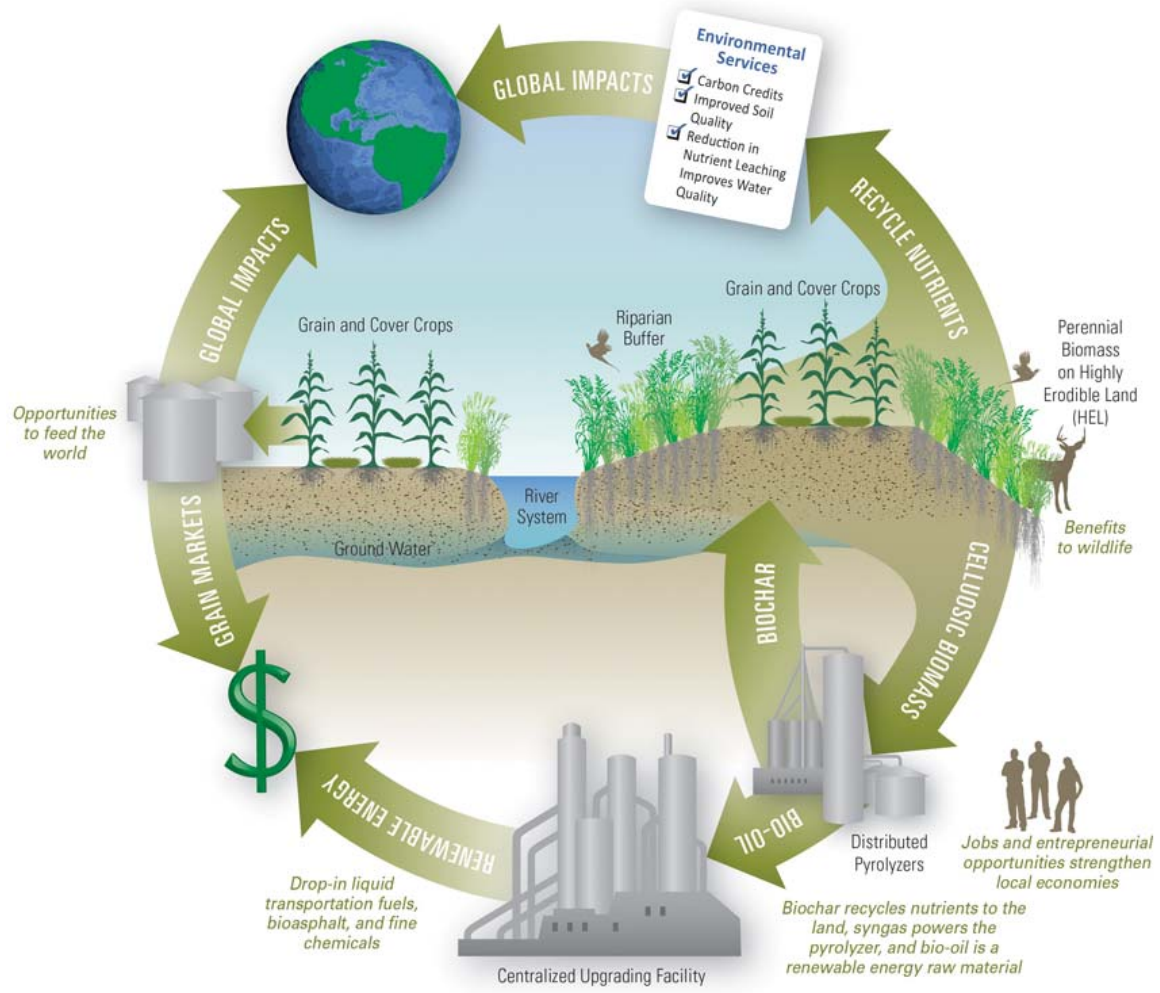 Environmental
Services
Carbon Credits
Improved Soil
Quality
Reduction in
Nutrient Leaching
Improves Water
Quality
GLOBAL IMPACTS
RECYCLE NUTRIENTS
GLOBAL IMPACTS
Grain and Cover Crops
Riparian
Buffer
Grain and Cover Crops
Perennial
Biomass
on Highly
Erodible Land
(HEL)
Opportunities
to feed the
world
River
System
Ground Water
Benefits
to wildlife
GRAIN MARKETS
BIOCHAR
CELLUOSIC BIOMASS
$
RENEWABLE ENERGY
BIO-OIL
Distributed
Pyrolyzers
Jobs and entrepreneurial
opportunities strengthen
local economies
Drop-in liquid
transportation fuels,
bioasphalt, and fine
chemicals
Biochar recycles nutrients to the
land, syngas powers the
pyrolyzer, and bio-oil is a
renewable energy raw material
Centralized Upgrading Facility